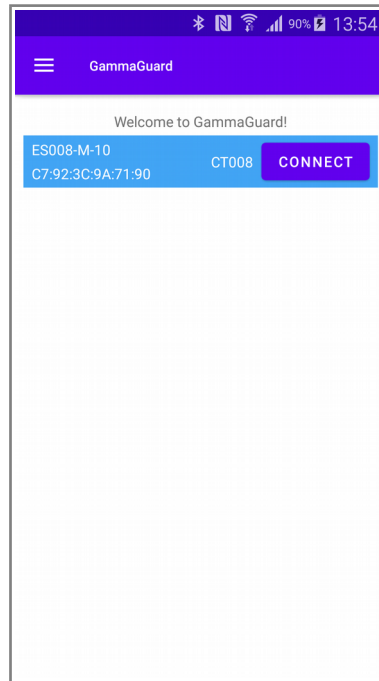 90% 13:54
GammaGuard
Welcome to GammaGuard!
ES008-M-10
CT008 CONNECT
C7:92:3C:9A:71:90